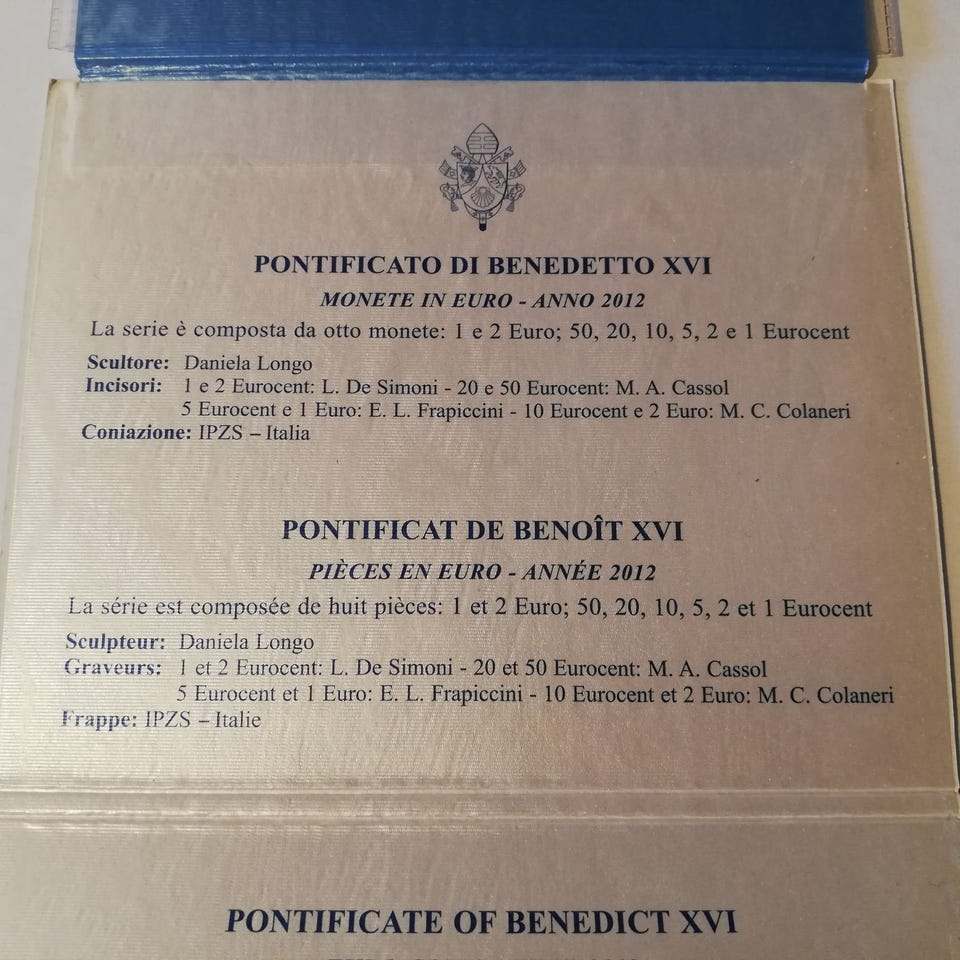 PONTIFICATO DI BENEDETTO XVI
MONETE IN EURO - ANNO 2012
La serie è composta da otto monete: 1 e 2 Euro; 50, 20, 10, 5, 2 e 1 Eurocent
Scultore: Daniela Longo
Incisori: 1 e 2 Eurocent: L. De Simoni - 20 e 50 Eurocent: M. A. Cassol
5 Eurocent e 1 Euro: E. L. Frapiccini - 10 Eurocent e 2 Euro: M. C. Colaneri
Coniazione: IPZS – Italia
PONTIFICAT DE BENOÎT XVI
PIÈCES EN EURO - ANNÉE 2012
La série est composée de huit pièces: 1 et 2 Euro; 50, 20, 10, 5, 2 et 1 Eurocent
Sculpteur: Daniela Longo
Graveurs: 1 et 2 Eurocent: L. De Simoni - 20 et 50 Eurocent: M. A. Cassol
5 Eurocent et 1 Euro: E. L. Frapiccini - 10 Eurocent et 2 Euro: M. C. Colaneri
Frappe: IPZS – Italie
PONTIFICATE OF BENEDICT XVI